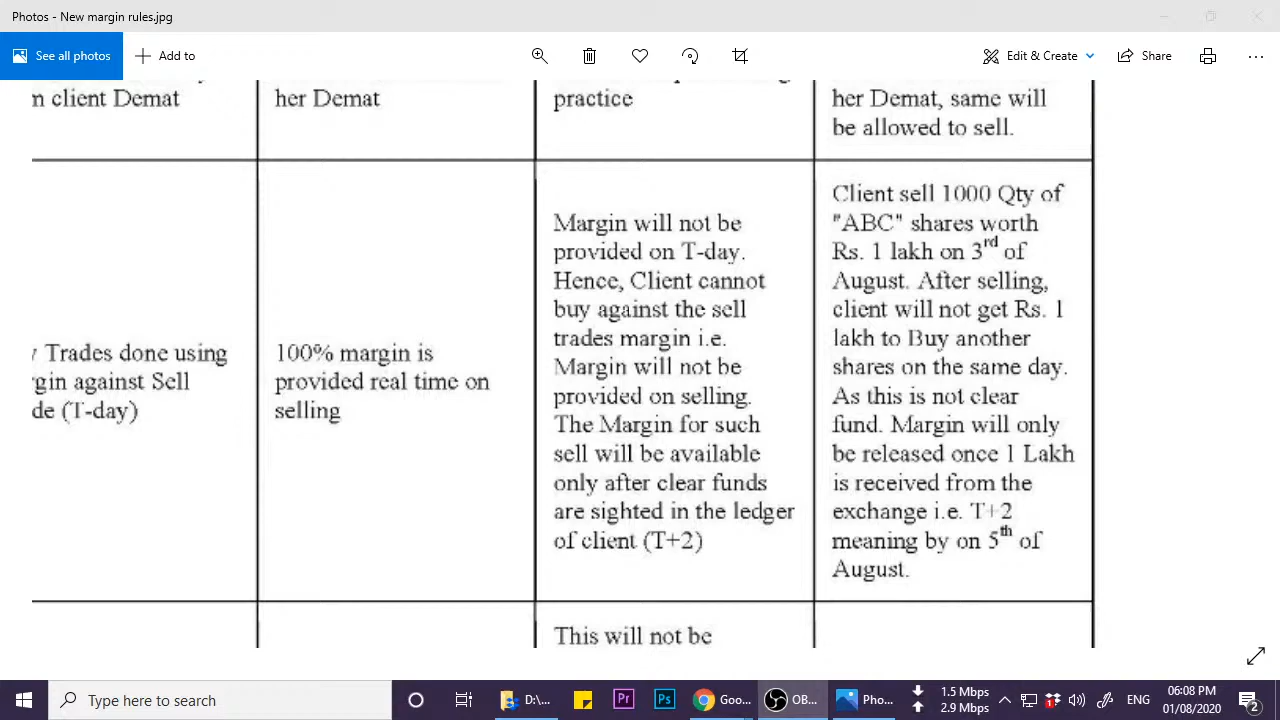 Photos - New margin rules.jpg
See all photos
Add to
Edit & Create
Share
n client Demat
her Demat
practice
her Demat, same will
be allowed to sell.
Trades done using
gin against Sell
de (T-day)
100% margin is
provided real time on
selling
Margin will not be
provided on T-day.
Hence, Client cannot
buy against the sell
trades margin i.e.
Margin will not be
provided on selling.
The Margin for such
sell will be available
only after clear funds
are sighted in the ledger
of client (T+2)
Client sell 1000 Qty of
"ABC" shares worth
Rs. 1 lakh on 3rd of
August. After selling,
client will not get Rs. 1
lakh to Buy another
shares on the same day.
As this is not clear
fund. Margin will only
be released once 1 Lakh
is received from the
exchange i.e. T+2
meaning by on 5th of
August.
This will not be
Type here to search
D:\...
Pr
Ps
Goo...
OB...
Pho...
1.5 Mbps
2.9 Mbps
1
ENG
06:08 PM
01/08/2020
2